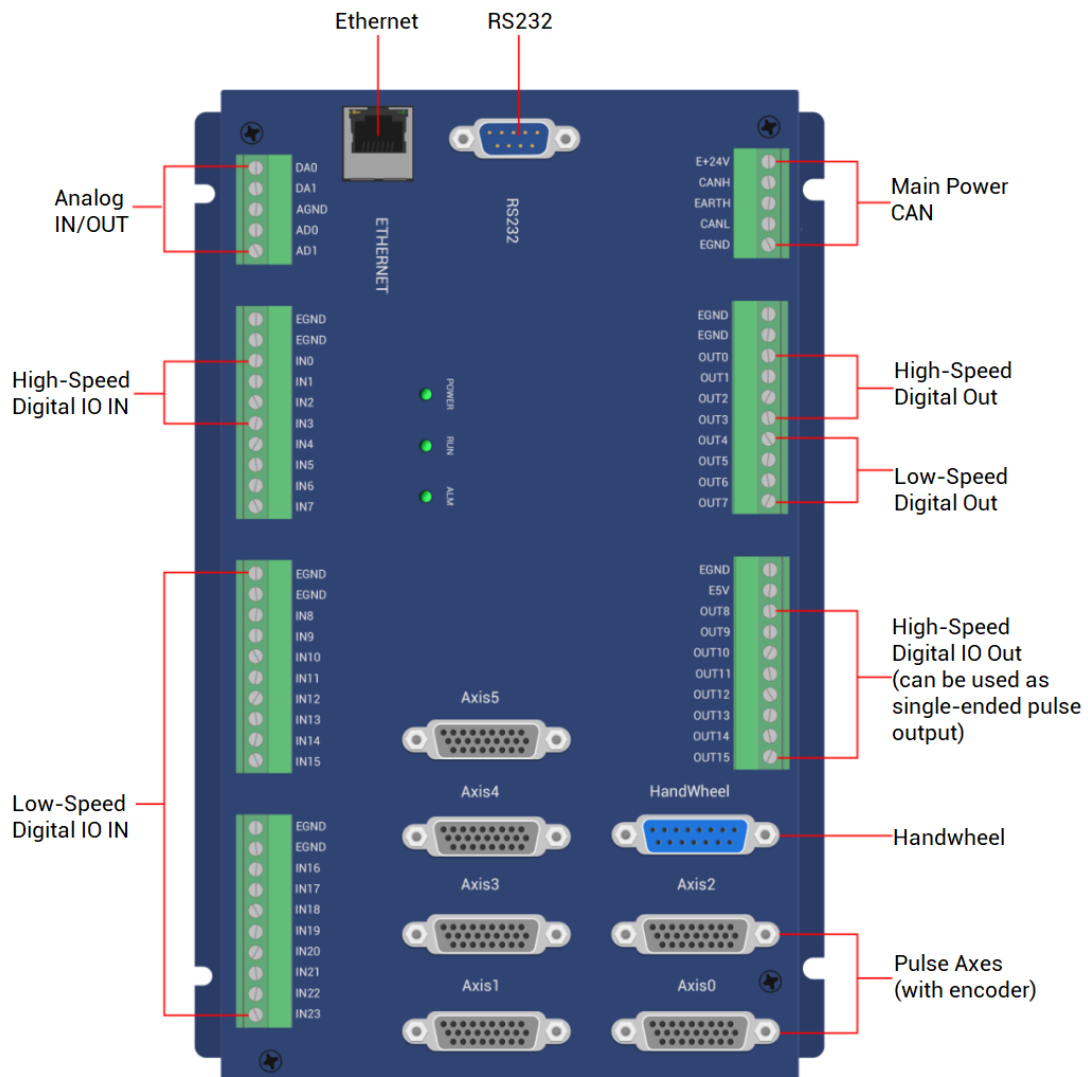 Ethernet
RS232
Analog
IN/OUT
DA0
DA1
AGND
AD0
AD1
ETHERNET
RS232
E+24V
CANH
EARTH
CANL
EGND
Main Power
CAN
High-Speed
Digital IO IN
EGND
EGND
IN0
IN1
IN2
IN3
IN4
IN5
IN6
IN7
POWER
RUN
ALM
EGND
EGND
OUT0
OUT1
OUT2
OUT3
OUT4
OUT5
OUT6
OUT7
High-Speed
Digital Out
Low-Speed
Digital Out
Low-Speed
Digital IO IN
EGND
EGND
IN8
IN9
IN10
IN11
IN12
IN13
IN14
IN15
EGND
E5V
OUT8
OUT9
OUT10
OUT11
OUT12
OUT13
OUT14
OUT15
High-Speed
Digital IO Out
(can be used as
single-ended pulse
output)
EGND
EGND
IN16
IN17
IN18
IN19
IN20
IN21
IN22
IN23
Axis5
Axis4
HandWheel
Handwheel
Axis3
Axis2
Axis1
Axis0
Pulse Axes
(with encoder)